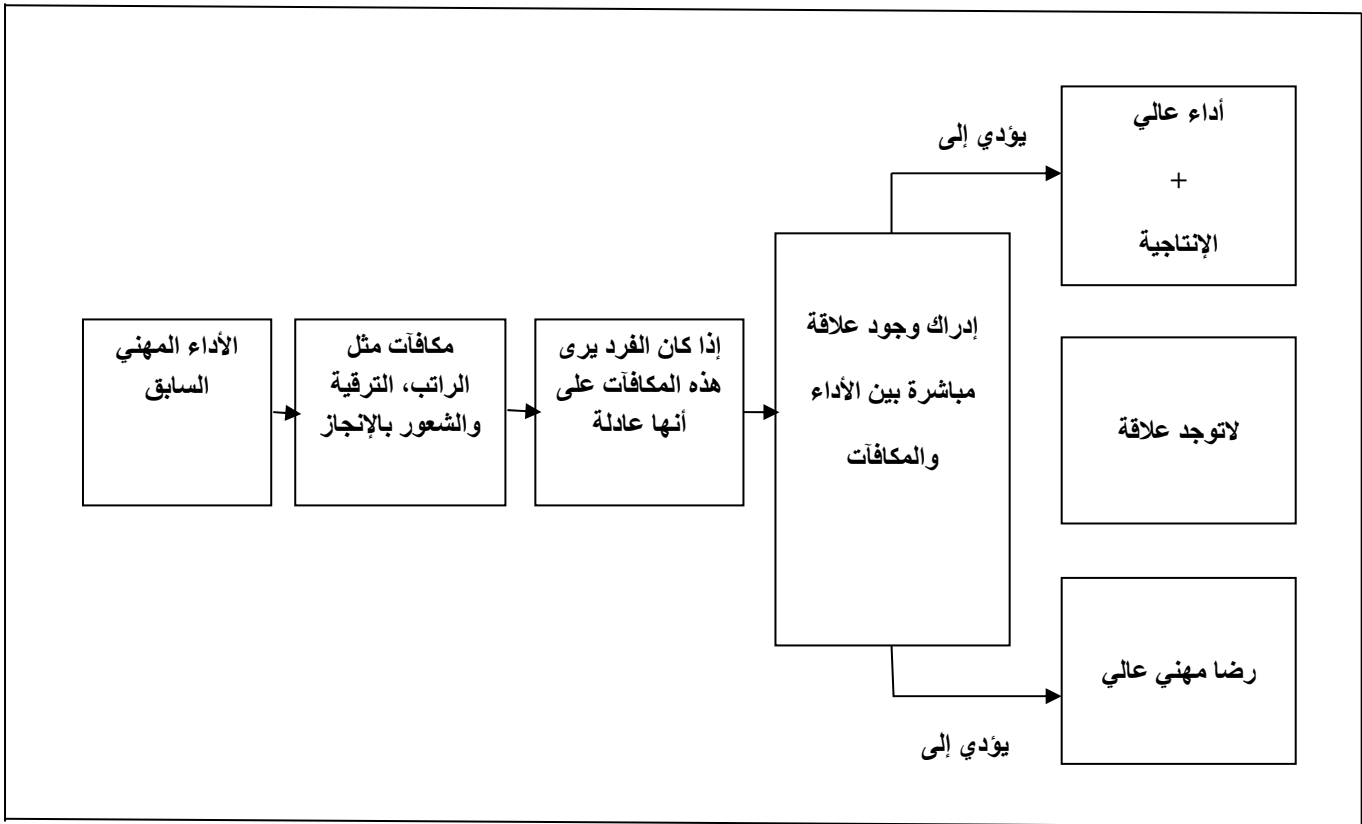 الأداء المهني
السابق
مكافآت مثل
الراتب، الترقية
والشعور بالإنجاز
إذا كان الفرد يرى
هذه المكافآت على
أنها عادلة
إدراك وجود علاقة
مباشرة بين الأداء
والمكافآت
يؤدي إلى
أداء عالي
+
الإنتاجية
لاتوجد علاقة
يؤدي إلى
رضا مهني عالي